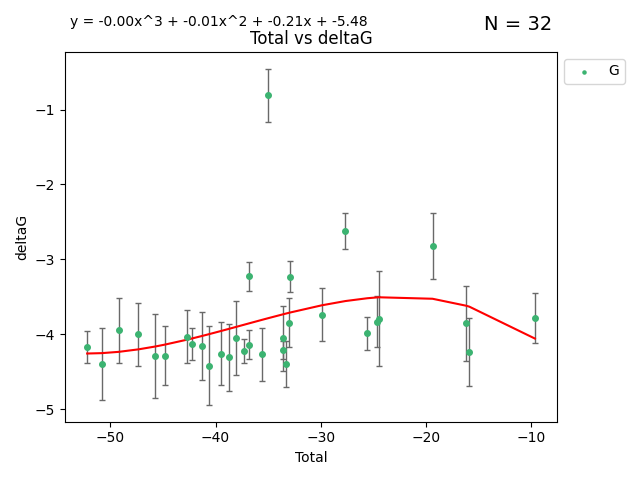 y = -0.00x^3 + -0.01x^2 + -0.21x + -5.48
N = 32
Total vs deltaG
G
−1
−2
−3
−4
−5
deltaG
−50 −40 −30 −20 −10
Total